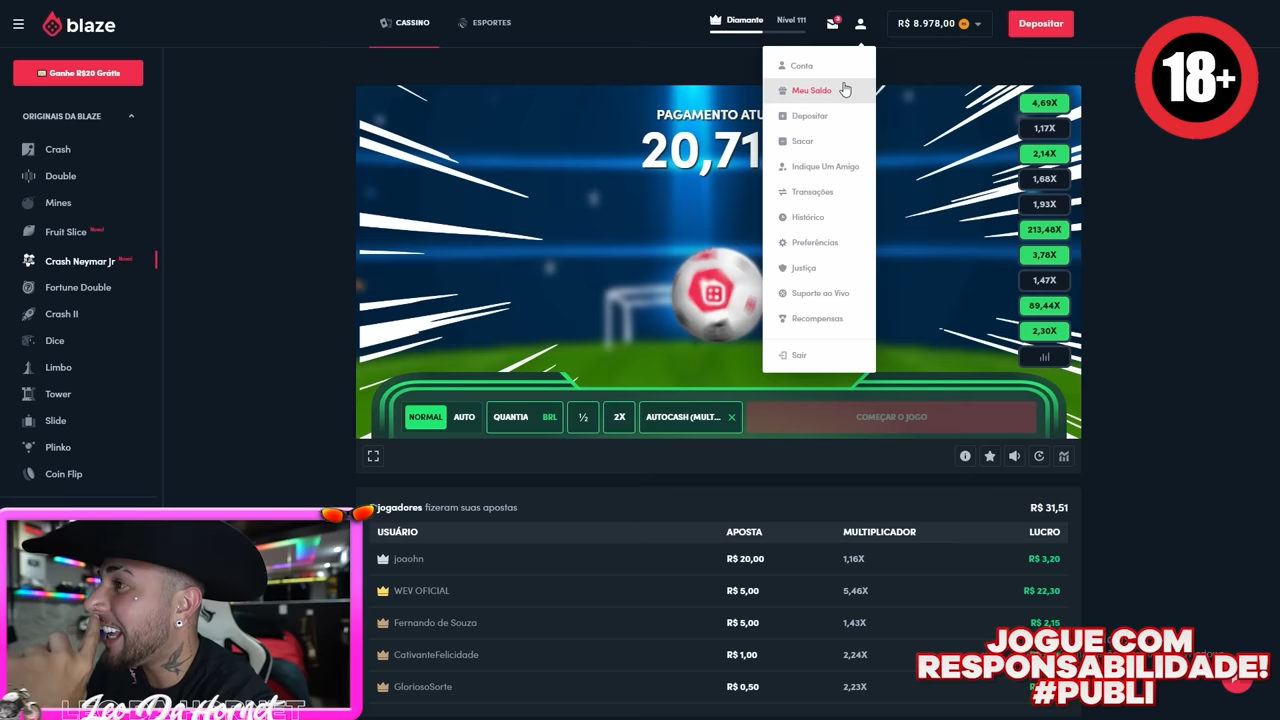 blaze
CASSINO
ESPORTES
Diamante
Nível 111
3
R$ 8.978,00
Depositar
Ganhe R$20 Grátis
ORIGINAIS DA BLAZE
Crash
Double
Mines
Fruit Slice
Crash Neymar Jr
Fortune Double
Crash II
Dice
Limbo
Tower
Slide
Plinko
Coin Flip
Conta
Meu Saldo
Depositar
Sacar
Indique Um Amigo
Transações
Histórico
Preferências
Justiça
Suporte ao Vivo
Recompensas
Sair
18+
PAGAMENTO ATU
20,71
4,69X
1,17X
2,14X
1,68X
1,93X
213,48X
3,78X
1,47X
89,44X
2,30X
NORMAL
AUTO
QUANTIA BRL
½
2X
AUTOCASH (MULT...
COMEÇAR O JOGO
jogadores fizeram suas apostas
R$ 31,51
USUÁRIO APOSTA MULTIPLICADOR LUCRO
joaohn R$ 20,00 1,16X R$ 3,20
WEV OFICIAL R$ 5,00 5,46X R$ 22,30
Fernando de Souza R$ 5,00 1,43X R$ 2,15
CativanteFelicidade R$ 1,00 2,24X
GloriosoSorte R$ 0,50 2,23X
JOGUE COM
RESPONSABILIDADE!
#PUBLI